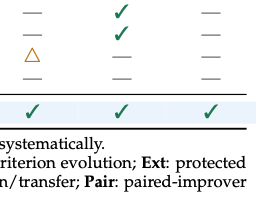 — ✓ —
— ✓ —
△ — —
— — —
✓ ✓ ✓
systematically.
riterion evolution; Ext: protected
n/transfer; Pair: paired-improver